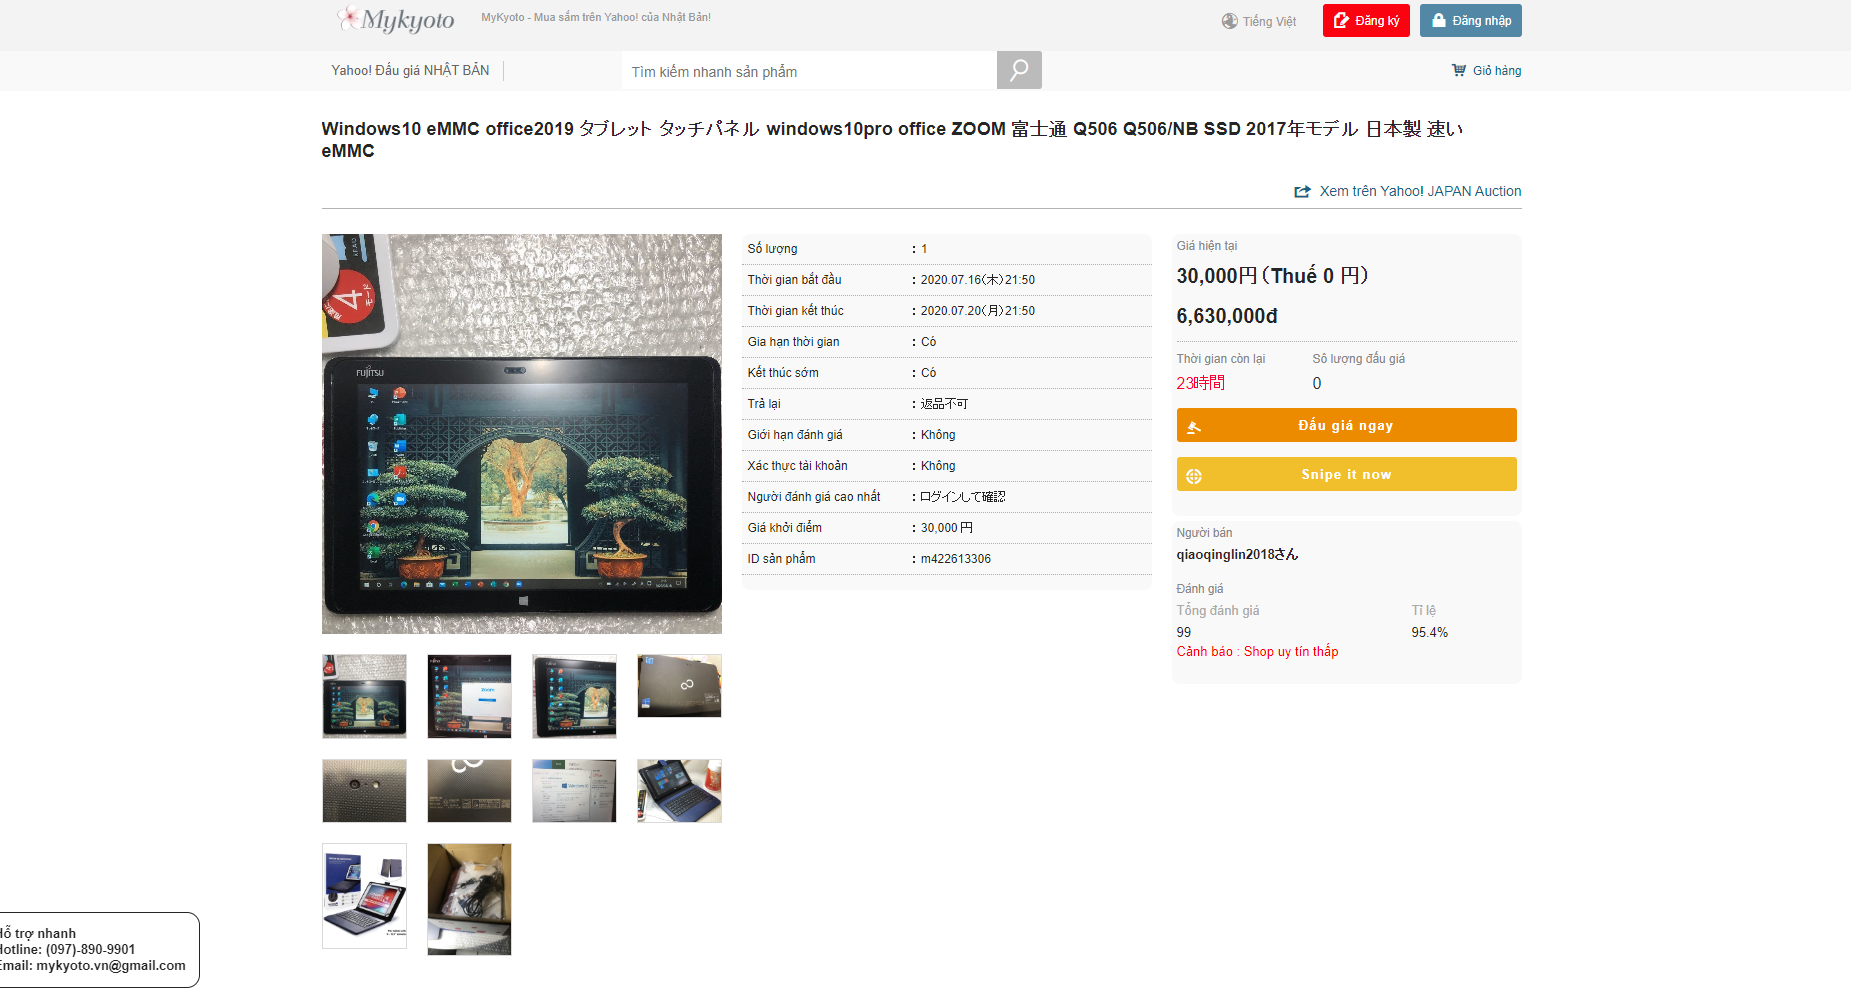 Mykyoto
MyKyoto - Mua sắm trên Yahoo! của Nhật Bản!
Tiếng Việt
Đăng ký
Đăng nhập
Yahoo! Đấu giá NHẬT BẢN
Tìm kiếm nhanh sản phẩm
Giỏ hàng
Windows10 eMMC office2019 タブレット タッチパネル windows10pro office ZOOM 富士通 Q506 Q506/NB SSD 2017年モデル 日本製 速い
eMMC
Xem trên Yahoo! JAPAN Auction
4
FUJITSU
zoom
Số lượng : 1
Thời gian bắt đầu : 2020.07.16(木)21:50
Thời gian kết thúc : 2020.07.20(月)21:50
Gia hạn thời gian : Có
Kết thúc sớm : Có
Trả lại : 返品不可
Giới hạn đánh giá : Không
Xác thực tài khoản : Không
Người đánh giá cao nhất : ログインして確認
Giá khởi điểm : 30,000 円
ID sản phẩm : m422613306
Giá hiện tại
30,000円(Thuế 0 円)
6,630,000đ
Thời gian còn lại
Số lượng đấu giá
23時間
0
Đấu giá ngay
Snipe it now
Người bán
qiaoqinglin2018さん
Đánh giá
Tổng đánh giá
Tỉ lệ
99
95.4%
Cảnh báo : Shop uy tín thấp
Hỗ trợ nhanh
Hotline: (097)-890-9901
Email: mykyoto.vn@gmail.com